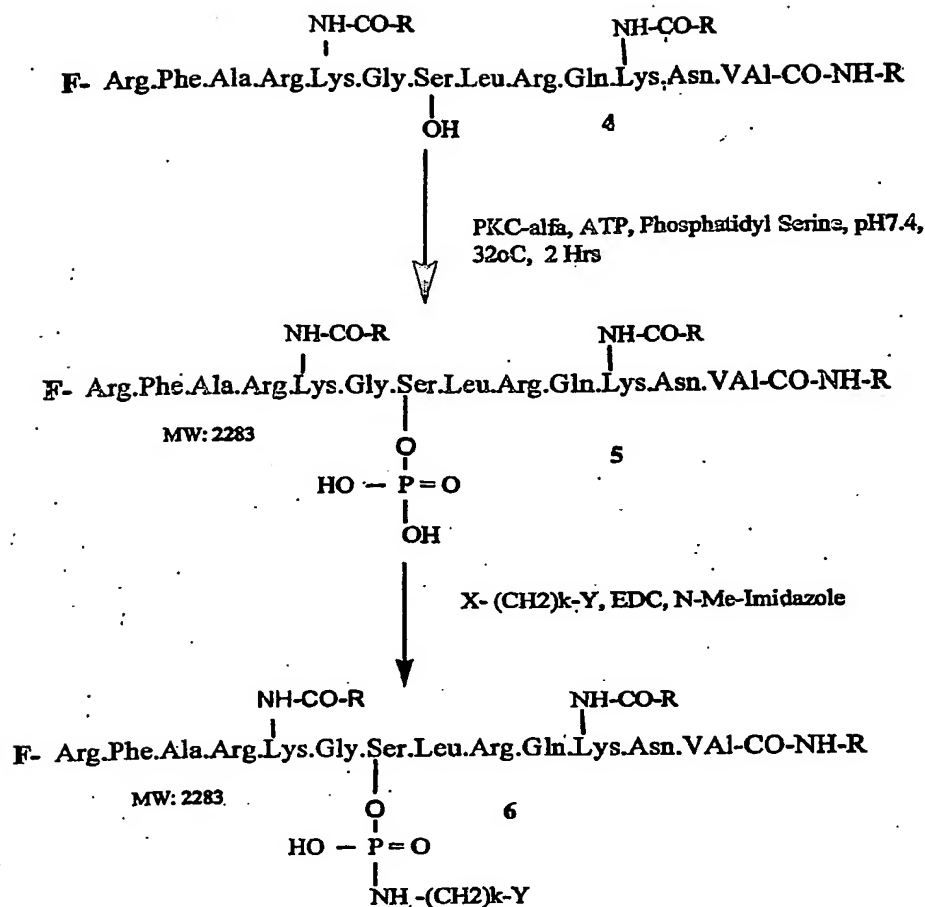 NH-CO-R NH-CO-R
F- Arg.Phe.Ala.Arg.Lys.Gly.Ser.Leu.Arg.Gln.Lys.Asn.VAl-CO-NH-R
OH
4
PKC-alfa, ATP, Phosphatidyl Serine, pH7.4,
32oC, 2 Hrs
NH-CO-R NH-CO-R
F- Arg.Phe.Ala.Arg.Lys.Gly.Ser.Leu.Arg.Gln.Lys.Asn.VAl-CO-NH-R
MW: 2283
O
5
HO - P = O
OH
X- (CH2)k-Y, EDC, N-Me-Imidazole
NH-CO-R NH-CO-R
F- Arg.Phe.Ala.Arg.Lys.Gly.Ser.Leu.Arg.Gln.Lys.Asn.VAl-CO-NH-R
MW: 2283
O
6
HO - P = O
NH -(CH2)k-Y